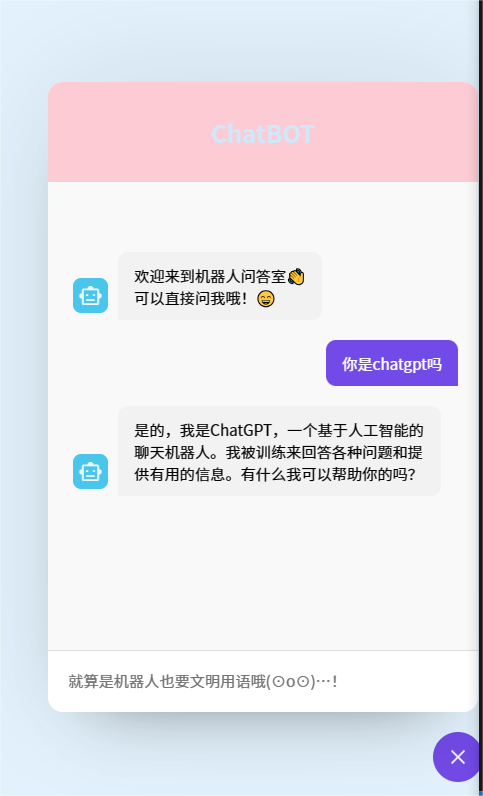 ChatBOT
欢迎来到机器人问答室👏
可以直接问我哦！😄
你是chatgpt吗
是的，我是ChatGPT，一个基于人工智能的
聊天机器人。我被训练来回答各种问题和提
供有用的信息。有什么我可以帮助你的吗？
就算是机器人也要文明用语哦(⊙o⊙)…！